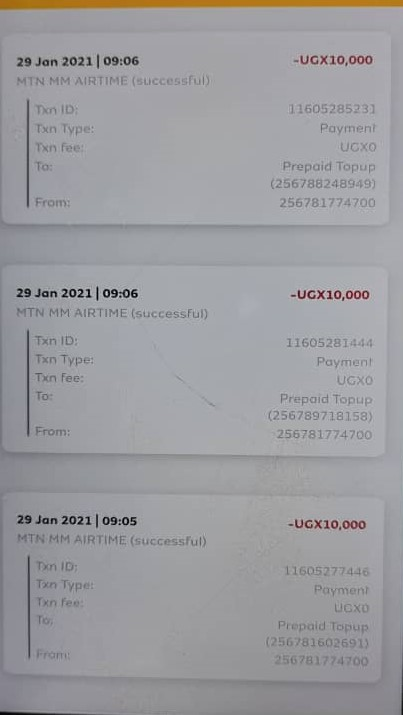 29 Jan 2021 | 09:06 -UGX10,000
MTN MM AIRTIME (successful)
Txn ID: 11605285231
Txn Type: Payment
Txn fee: UGX0
To: Prepaid Topup
(256788248949)
From: 256781774700
29 Jan 2021 | 09:06 -UGX10,000
MTN MM AIRTIME (successful)
Txn ID: 11605281444
Txn Type: Payment
Txn fee: UGX0
To: Prepaid Topup
(256789718158)
From: 256781774700
29 Jan 2021 | 09:05 -UGX10,000
MTN MM AIRTIME (successful)
Txn ID: 11605277446
Txn Type: Payment
Txn fee: UGX0
To: Prepaid Topup
(256781602691)
From: 256781774700